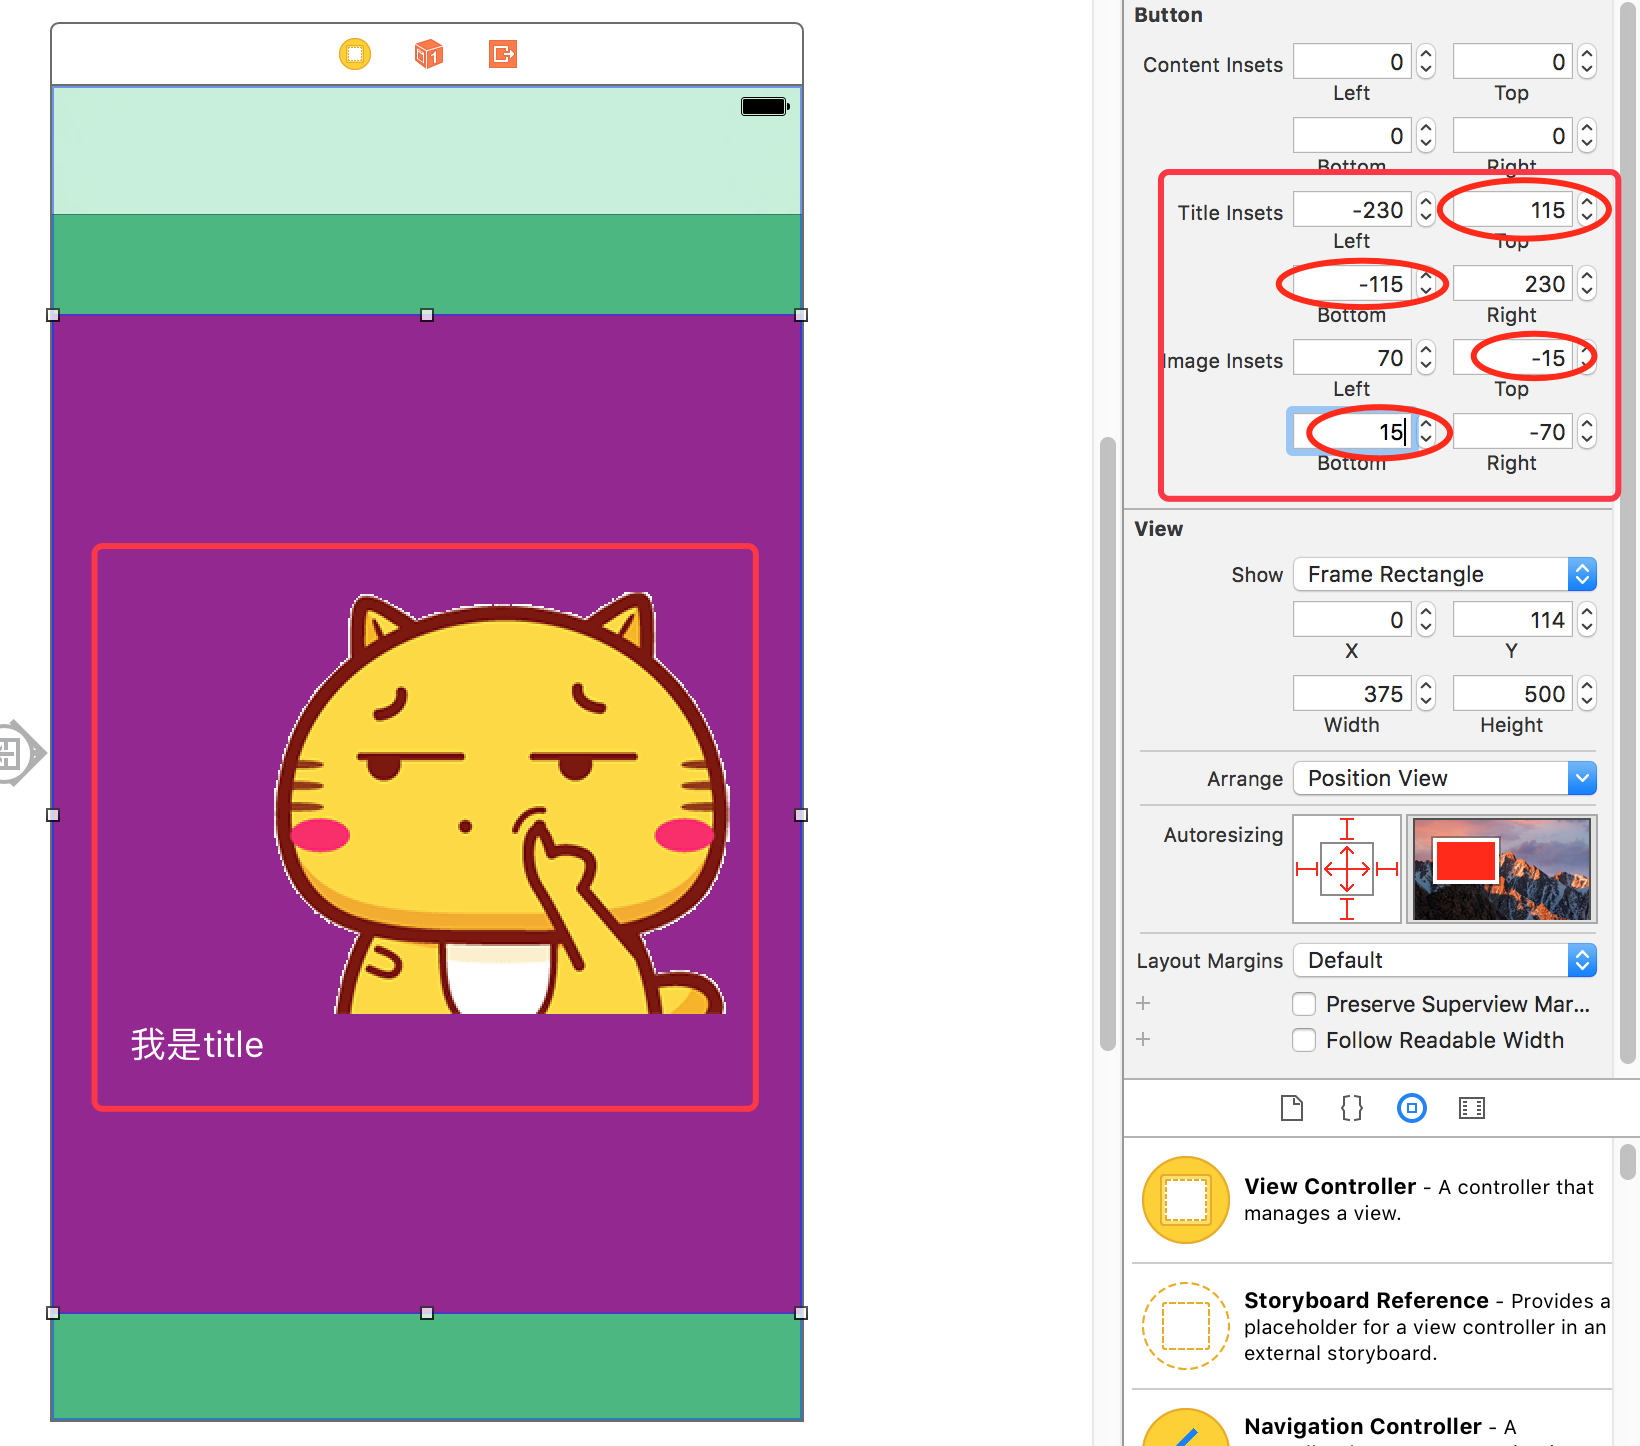 1
我是title
Button
Content Insets 0 0
Left Top
0 0
Bottom Right
Title Insets -230 115
Left Top
-115 230
Bottom Right
Image Insets 70 -15
Left Top
15 -70
Bottom Right
View
Show Frame Rectangle
0 114
X Y
375 500
Width Height
Arrange Position View
Autoresizing
Layout Margins Default
+ Preserve Superview Mar...
+ Follow Readable Width
{}
View Controller - A controller that
manages a view.
Storyboard Reference - Provides a
placeholder for a view controller in an
external storyboard.
Navigation Controller - A